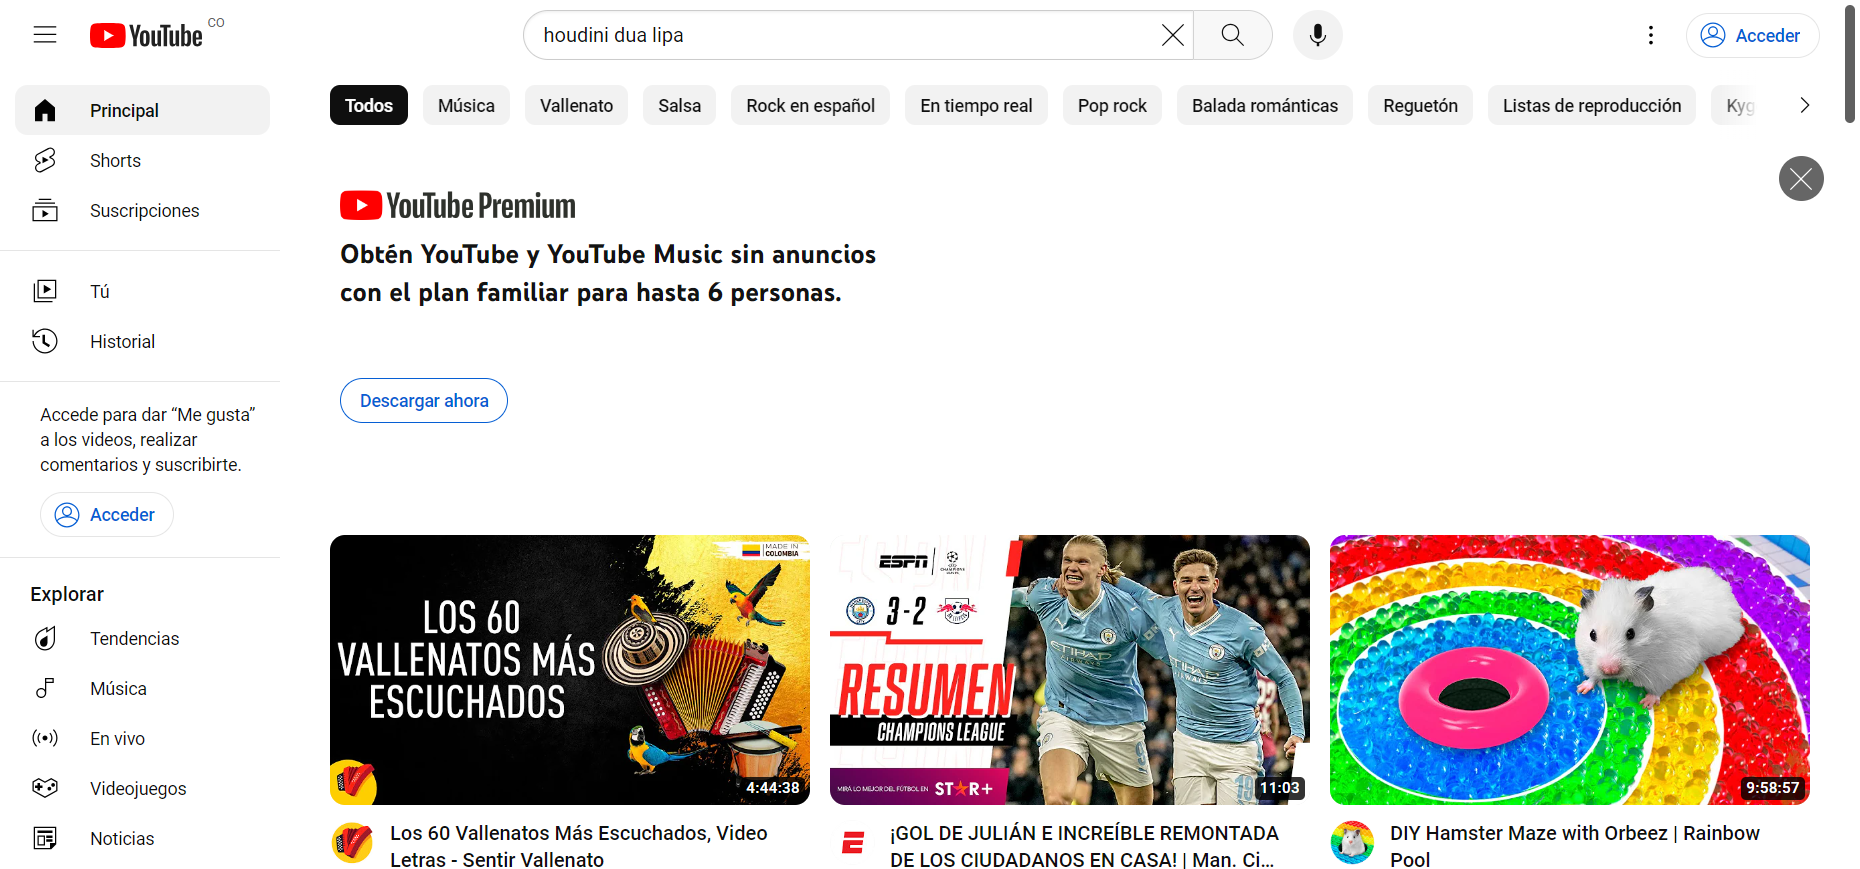 YouTube CO
houdini dua lipa
Acceder
Principal
Shorts
Suscripciones
Tú
Historial
Accede para dar “Me gusta”
a los videos, realizar
comentarios y suscribirte.
Acceder
Explorar
Tendencias
Música
En vivo
Videojuegos
Noticias
Todos
Música
Vallenato
Salsa
Rock en español
En tiempo real
Pop rock
Balada románticas
Reguetón
Listas de reproducción
Kyg
YouTube Premium
Obtén YouTube y YouTube Music sin anuncios
con el plan familiar para hasta 6 personas.
Descargar ahora
MADE IN
COLOMBIA
LOS 60
VALLENATOS MÁS
ESCUCHADOS
4:44:38
Los 60 Vallenatos Más Escuchados, Video
Letras - Sentir Vallenato
ESPN
3-2
RESUMEN
CHAMPIONS LEAGUE
MIRÁ LO MEJOR DEL FÚTBOL EN STAR+
ETIHAD
11:03
¡GOL DE JULIÁN E INCREÍBLE REMONTADA
DE LOS CIUDADANOS EN CASA! | Man. Ci...
9:58:57
DIY Hamster Maze with Orbeez | Rainbow
Pool